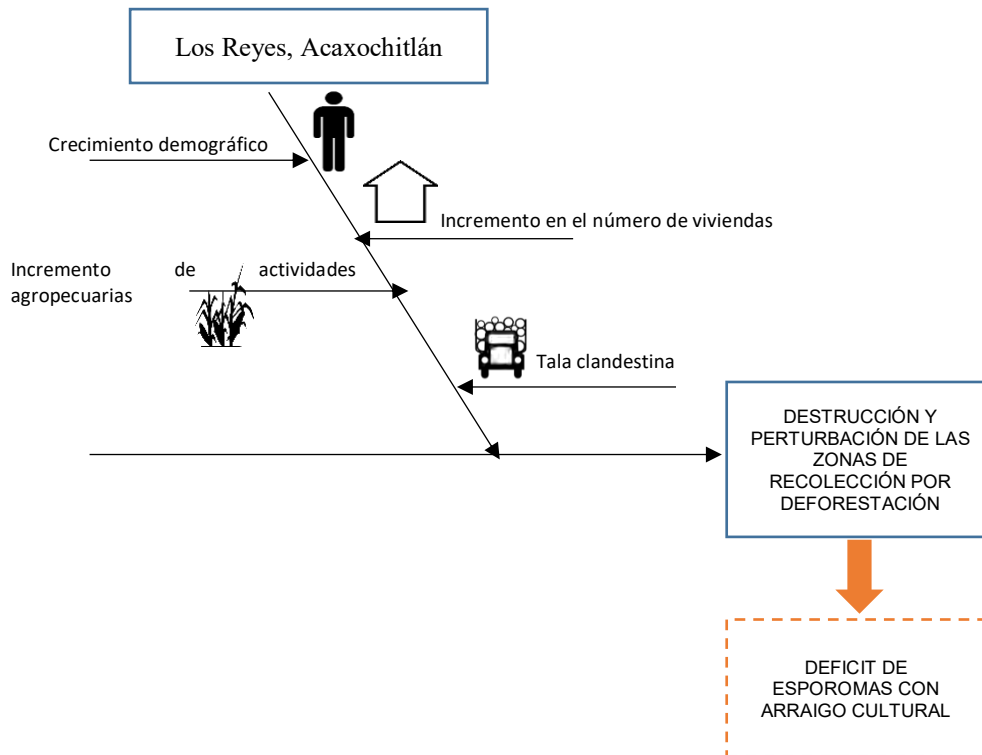 Los Reyes, Acaxochitlán
Crecimiento demográfico
Incremento en el número de viviendas
Incremento de actividades
agropecuarias
Tala clandestina
DESTRUCCIÓN Y
PERTURBACIÓN DE LAS
ZONAS DE
RECOLECCIÓN POR
DEFORESTACIÓN
DEFICIT DE
ESPOROMAS CON
ARRAIGO CULTURAL